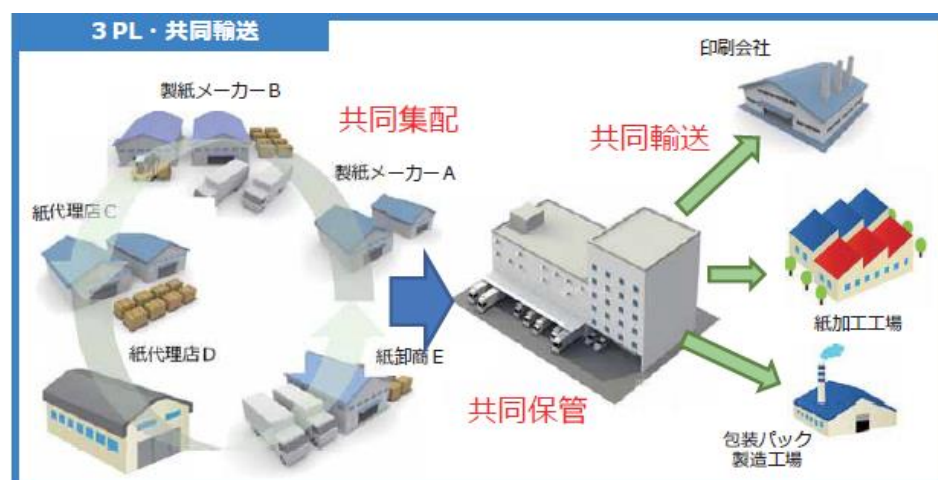 ３PL・共同輸送
製紙メーカーB
共同集配
製紙メーカーA
紙代理店C
紙代理店D
紙卸商E
共同保管
共同輸送
印刷会社
紙加工工場
包装パック
製造工場